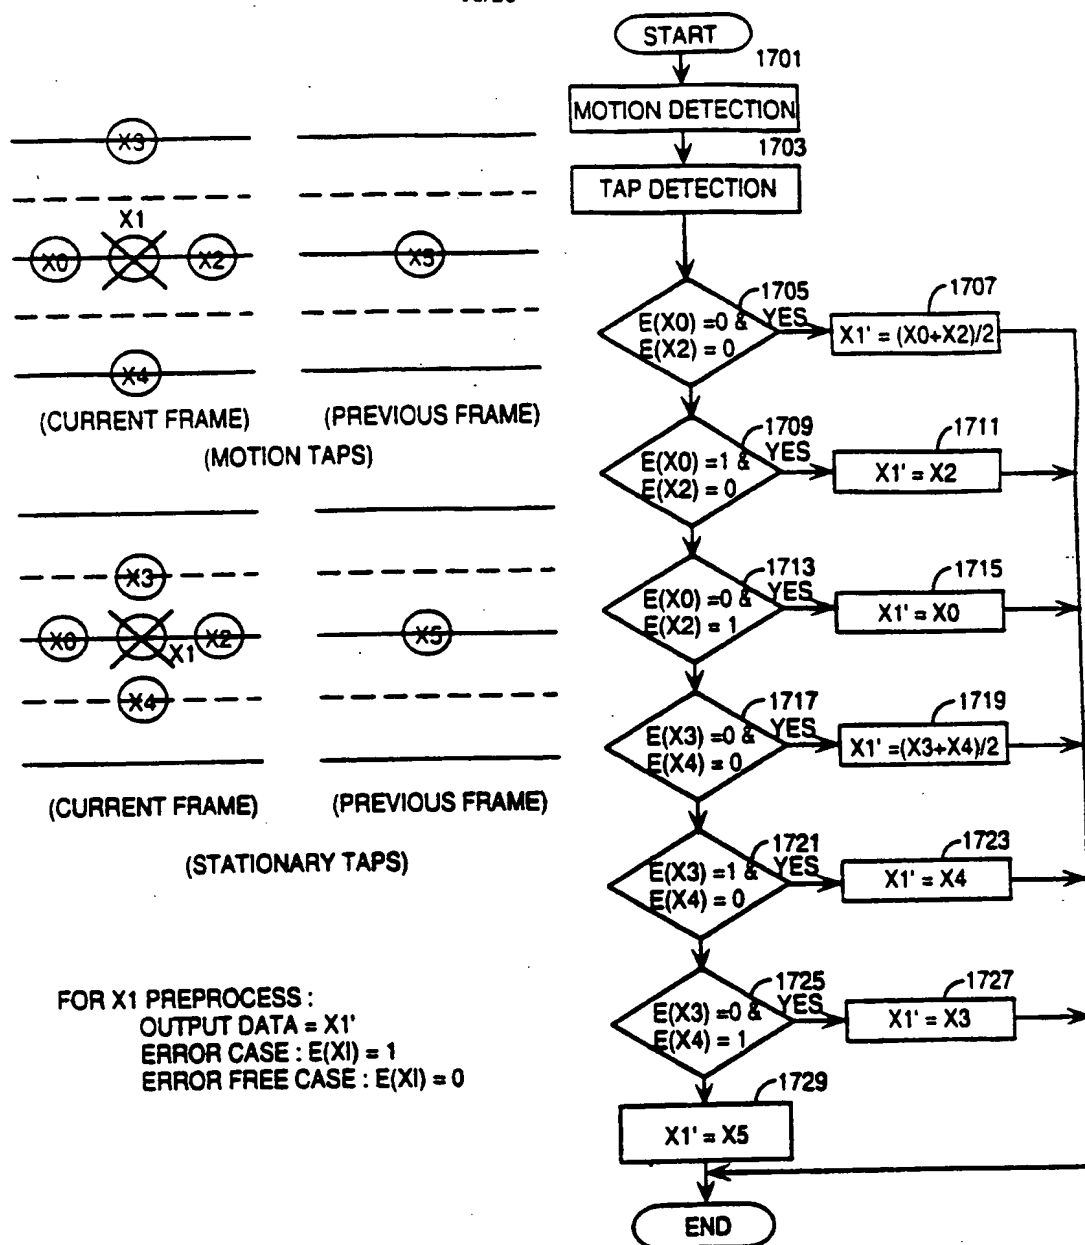 START
1701
MOTION DETECTION
1703
TAP DETECTION
X3
X1
X0
X2
X5
X4
(CURRENT FRAME)
(PREVIOUS FRAME)
(MOTION TAPS)
X3
X0
X1
X2
X5
X4
(CURRENT FRAME)
(PREVIOUS FRAME)
(STATIONARY TAPS)
FOR X1 PREPROCESS :
OUTPUT DATA = X1'
ERROR CASE : E(XI) = 1
ERROR FREE CASE : E(XI) = 0
1705
E(X0) =0 &
E(X2) = 0
YES
1707
X1' = (X0+X2)/2
1709
E(X0) =1 &
E(X2) = 0
YES
1711
X1' = X2
1713
E(X0) =0 &
E(X2) = 1
YES
1715
X1' = X0
1717
E(X3) =0 &
E(X4) = 0
YES
1719
X1' =(X3+X4)/2
1721
E(X3) =1 &
E(X4) = 0
YES
1723
X1' = X4
1725
E(X3) =0 &
E(X4) = 1
YES
1727
X1' = X3
1729
X1' = X5
END